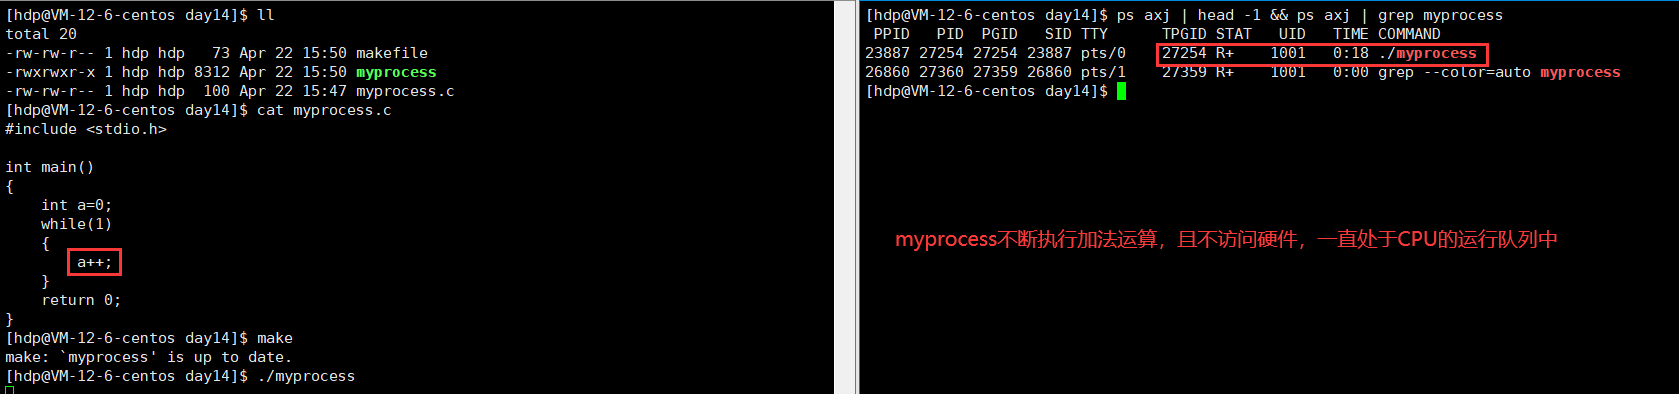 [hdp@VM-12-6-centos day14]$ ll
total 20
-rw-rw-r-- 1 hdp hdp   73 Apr 22 15:50 makefile
-rwxrwxr-x 1 hdp hdp 8312 Apr 22 15:50 myprocess
-rw-rw-r-- 1 hdp hdp  100 Apr 22 15:47 myprocess.c
[hdp@VM-12-6-centos day14]$ cat myprocess.c
#include <stdio.h>
int main()
{
    int a=0;
    while(1)
    {
        a++;
    }
    return 0;
}
[hdp@VM-12-6-centos day14]$ make
make: `myprocess' is up to date.
[hdp@VM-12-6-centos day14]$ ./myprocess
[hdp@VM-12-6-centos day14]$ ps axj | head -1 && ps axj | grep myprocess
 PPID   PID  PGID   SID TTY      TPGID STAT   UID   TIME COMMAND
23887 27254 27254 23887 pts/0    27254 R+    1001   0:18 ./myprocess
26860 27360 27359 26860 pts/1    27359 R+    1001   0:00 grep --color=auto myprocess
[hdp@VM-12-6-centos day14]$
myprocess不断执行加法运算，且不访问硬件，一直处于CPU的运行队列中